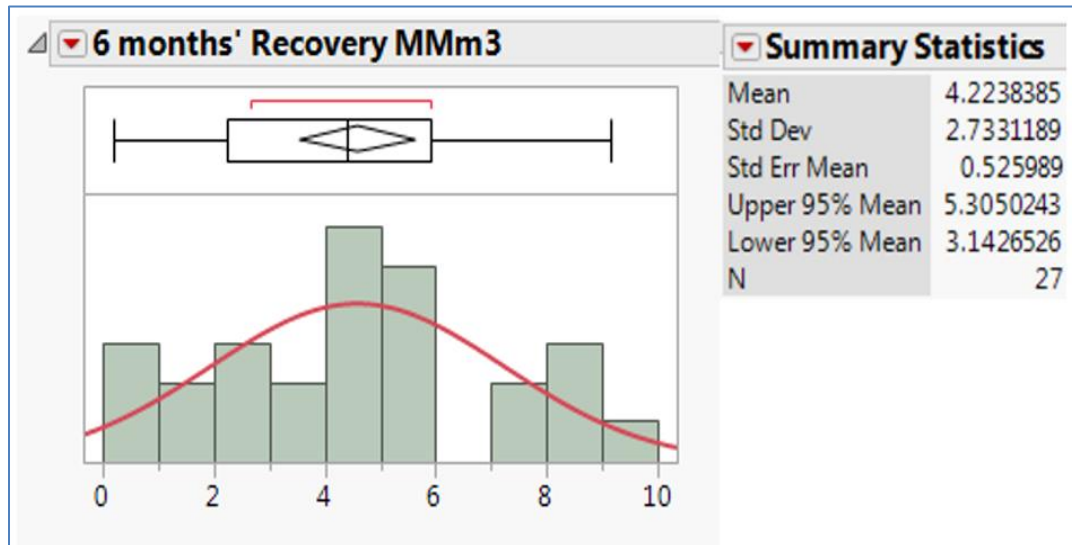 6 months' Recovery MMm3
0 2 4 6 8 10
Summary Statistics
Mean 4.2238385
Std Dev 2.7331189
Std Err Mean 0.525989
Upper 95% Mean 5.3050243
Lower 95% Mean 3.1426526
N 27